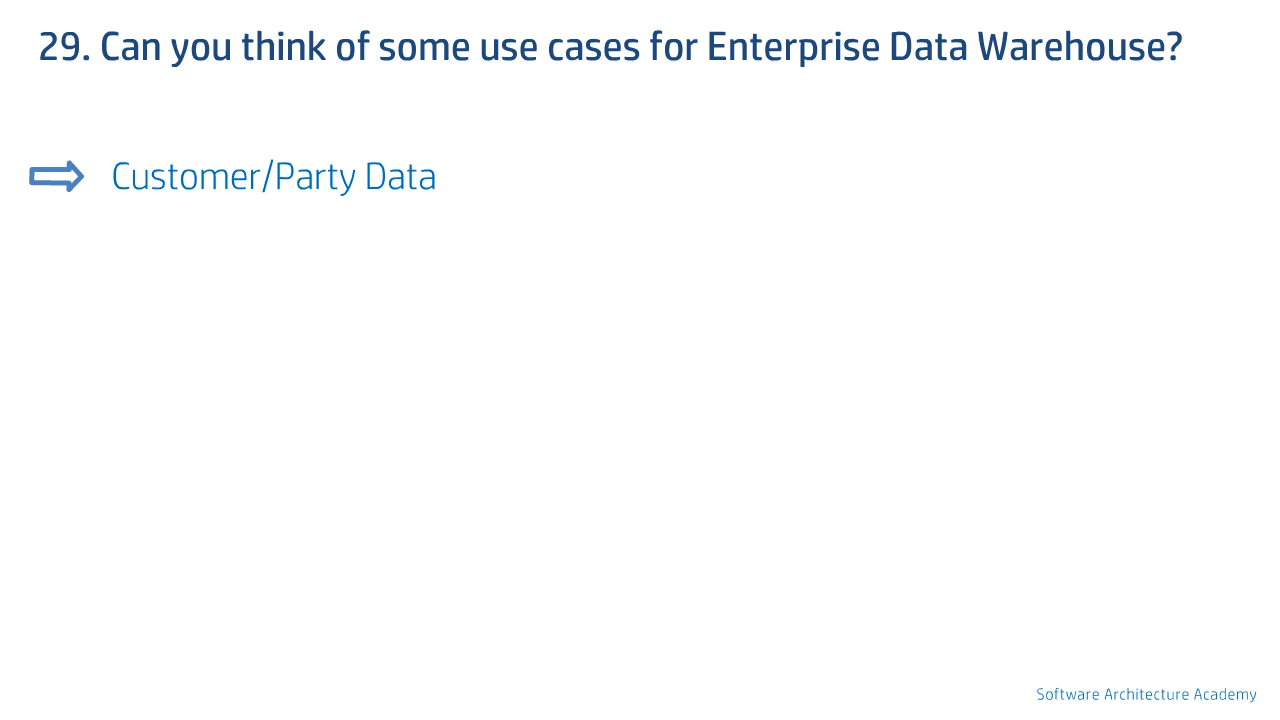 29. Can you think of some use cases for Enterprise Data Warehouse?
Customer/Party Data
Software Architecture Academy